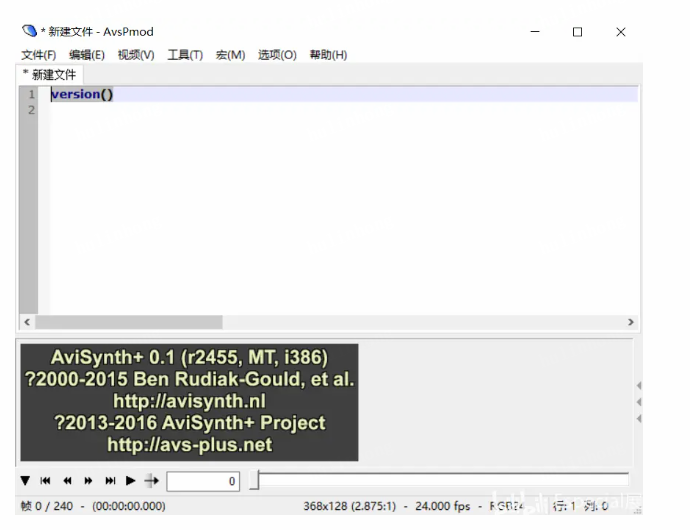 * 新建文件 - AvsPmod
文件(F) 编辑(E) 视频(V) 工具(T) 宏(M) 选项(O) 帮助(H)
* 新建文件
1 version()
2
AviSynth+ 0.1 (r2455, MT, i386)
?2000-2015 Ben Rudiak-Gould, et al.
http://avisynth.nl
?2013-2016 AviSynth+ Project
http://avs-plus.net
0
帧 0 / 240 - (00:00:00.000) 368x128 (2.875:1) - 24.000 fps - RGB24 行: 1 列: 0